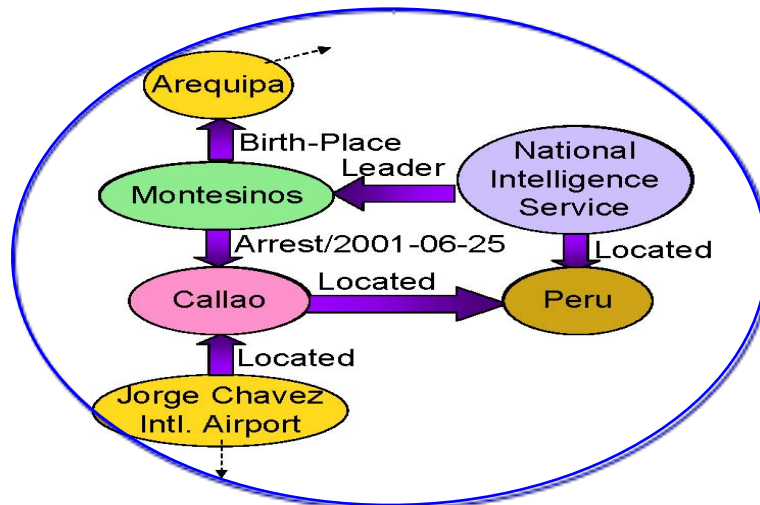 Arequipa
Birth-Place
Leader
National
Intelligence
Service
Montesinos
Arrest/2001-06-25
Located
Located
Callao
Peru
Located
Jorge Chavez
Intl. Airport